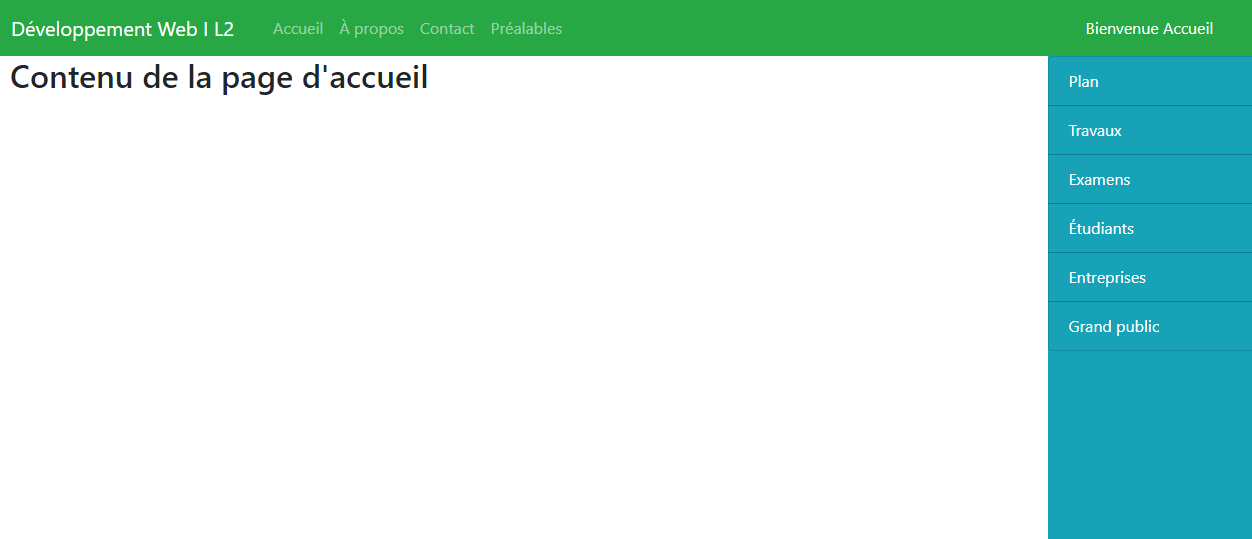 Développement Web I L2 Accueil À propos Contact Préalables Bienvenue Accueil
Contenu de la page d'accueil
Plan
Travaux
Examens
Étudiants
Entreprises
Grand public